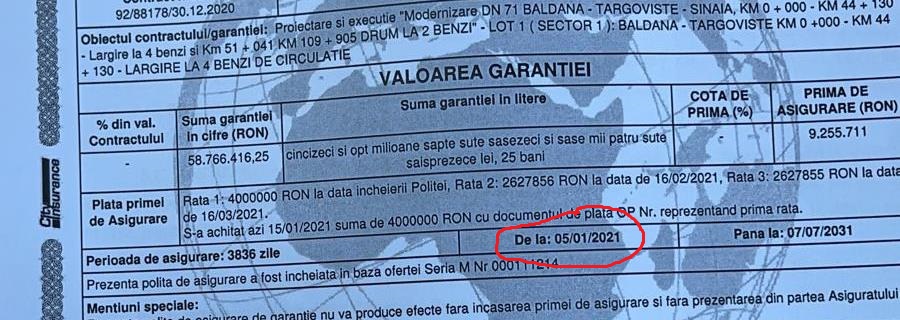 92/88178/30.12.2020
Obiectul contractului/garantiei: Proiectare si executie "Modernizare DN 71 BALDANA - TARGOVISTE - SINAIA, KM 0 + 000 - KM 44 + 130
- Largire la 4 benzi si Km 51 + 041 KM 109 + 905 DRUM LA 2 BENZI" - LOT 1 ( SECTOR 1 ): BALDANA - TARGOVISTE KM 0 +000 - KM 44
+ 130 - LARGIRE LA 4 BENZI DE CIRCULATIE
VALOAREA GARANTIEI
% din val. Contractului
Suma garantiei in cifre (RON)
Suma garantiei in litere
COTA DE PRIMA (%)
PRIMA DE ASIGURARE (RON)
-
58.766.416,25
cincizeci si opt milioane sapte sute sasezeci si sase mii patru sute
saisprezece lei, 25 bani
-
9.255.711
Plata primei de Asigurare
Rata 1: 4000000 RON la data incheierii Politei, Rata 2: 2627856 RON la data de 16/02/2021, Rata 3: 2627855 RON la data
de 16/03/2021.
S-a achitat azi 15/01/2021 suma de 4000000 RON cu documentul de plata OP Nr. reprezentand prima rata.
Perioada de asigurare: 3836 zile
De la: 05/01/2021
Pana la: 07/07/2031
Prezenta polita de asigurare a fost incheiata in baza ofertei Seria M Nr 000111214
Mentiuni speciale:
de asigurare de garantie nu va produce efecte fara incasarea primei de asigurare si fara prezentarea din partea Asiguratului
City Insurance